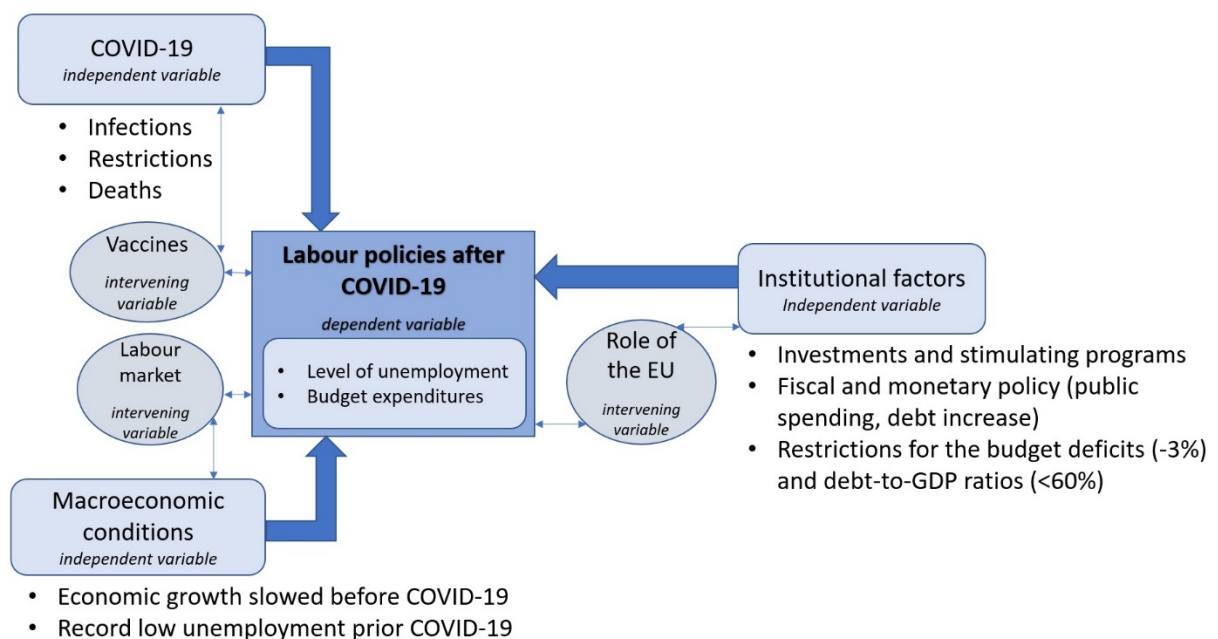 COVID-19
independent variable
• Infections
• Restrictions
• Deaths
Vaccines
intervening
variable
Labour
market
intervening
variable
Macroeconomic
conditions
independent variable
• Economic growth slowed before COVID-19
• Record low unemployment prior COVID-19
Labour policies after
COVID-19
dependent variable
• Level of unemployment
• Budget expenditures
Role of
the EU
intervening
variable
Institutional factors
Independent variable
• Investments and stimulating programs
• Fiscal and monetary policy (public
spending, debt increase)
• Restrictions for the budget deficits (-3%)
and debt-to-GDP ratios (<60%)